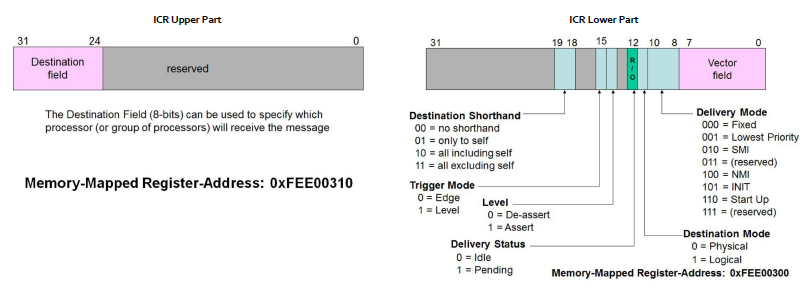 ICR Upper Part
31 24 0
Destination
field
reserved
The Destination Field (8-bits) can be used to specify which
processor (or group of processors) will receive the message
Memory-Mapped Register-Address: 0xFEE00310
ICR Lower Part
31 19 18 15 12 10 8 7 0
R
/
O
Vector
field
Destination Shorthand
00 = no shorthand
01 = only to self
10 = all including self
11 = all excluding self
Trigger Mode
0 = Edge
1 = Level
Level
0 = De-assert
1 = Assert
Delivery Status
0 = Idle
1 = Pending
Delivery Mode
000 = Fixed
001 = Lowest Priority
010 = SMI
011 = (reserved)
100 = NMI
101 = INIT
110 = Start Up
111 = (reserved)
Destination Mode
0 = Physical
1 = Logical
Memory-Mapped Register-Address: 0xFEE00300